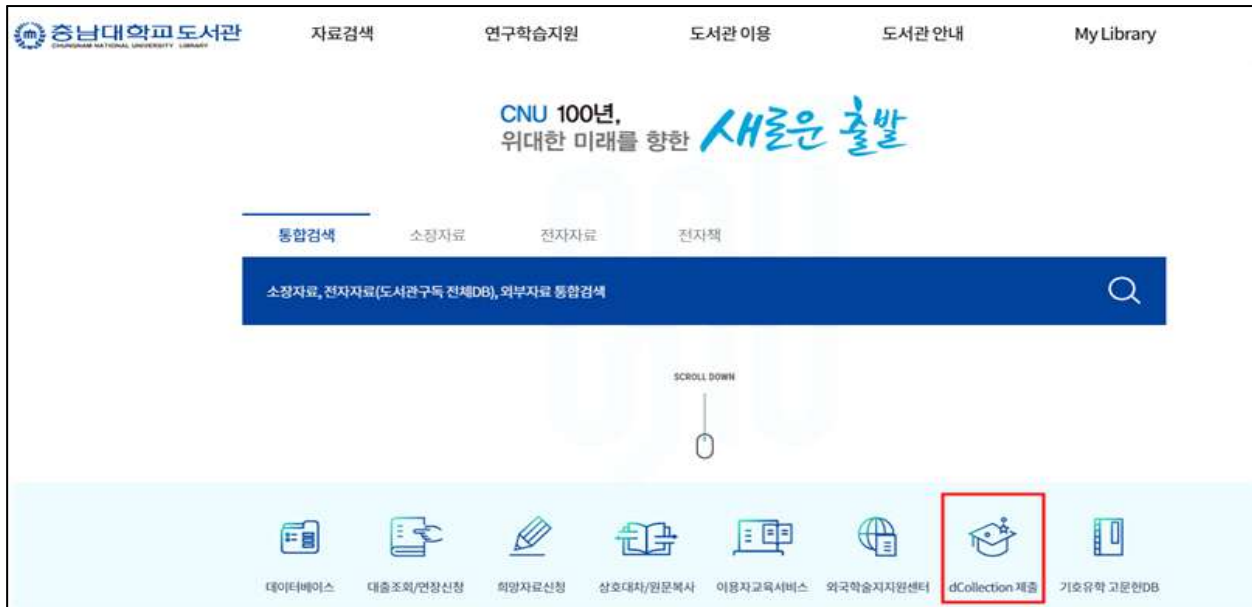 충남대학교도서관
CHUNGNAM NATIONAL UNIVERSITY LIBRARY
자료검색 연구학습지원 도서관 이용 도서관 안내 My Library
CNU 100년,
위대한 미래를 향한 새로운 출발
통합검색 소장자료 전자자료 전자책
소장자료, 전자자료(도서관구독 전체DB), 외부자료 통합검색
SCROLL DOWN
데이터베이스 대출조회/연장신청 희망자료신청 상호대차/원문복사 이용자교육서비스 외국학술지지원센터 dCollection 제출 기호유학 고문헌DB